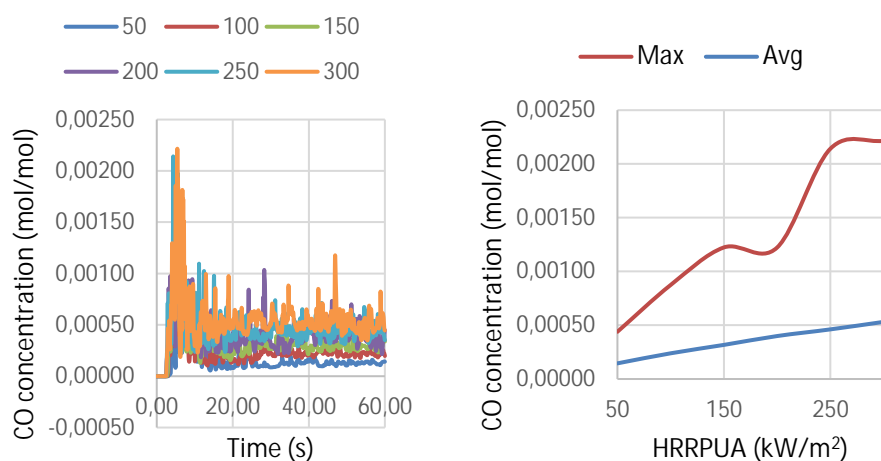 50 100 150
200 250 300
CO concentration (mol/mol)
0,00250
0,00200
0,00150
0,00100
0,00050
0,00000
-0,00050
0,00 20,00 40,00 60,00
Time (s)
Max Avg
CO concentration (mol/mol)
0,00250
0,00200
0,00150
0,00100
0,00050
0,00000
50 150 250
HRRPUA (kW/m²)